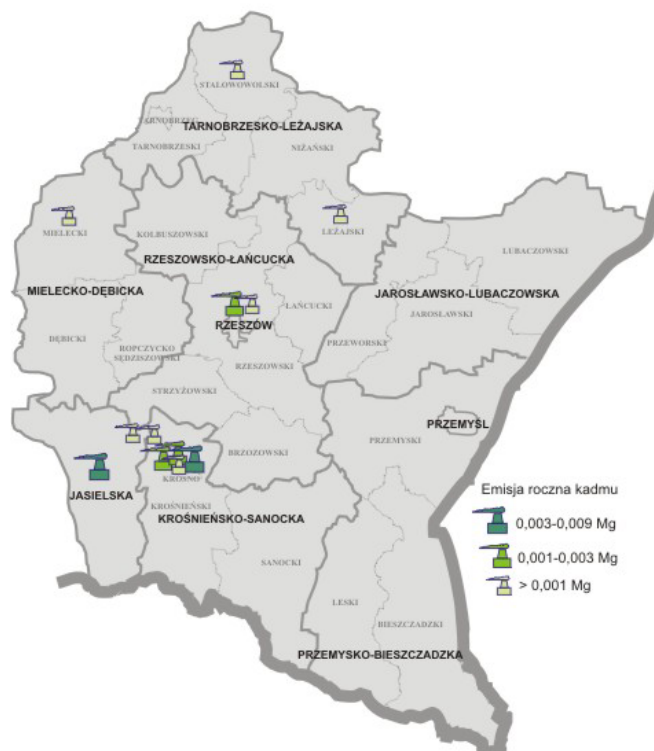 STALOWOWOLSKI
TARNOBRZEG
TARNOBRZESKO-LEŻAJSKA
TARNOBRZESKI
NIŻAŃSKI
MIELECKI
KOLBUSZOWSKI
LEŻAJSKI
LUBACZOWSKI
RZESZOWSKO-ŁAŃCUCKA
MIELECKO-DĘBICKA
JAROSŁAWSKO-LUBACZOWSKA
ŁAŃCUCKI
JAROSŁAWSKI
RZESZÓW
DĘBICKI
ROPCZYCKO
SĘDZISZOWSKI
PRZEWORSKI
RZESZOWSKI
STRZYŻOWSKI
PRZEMYŚL
PRZEMYSKI
BRZOZOWSKI
KROSNO
JASIELSKA
KROŚNIEŃSKI
KROŚNIEŃSKO-SANOCKA
SANOCKI
LESKI
BIESZCZADZKI
PRZEMYSKO-BIESZCZADZKA
Emisja roczna kadmu
0,003-0,009 Mg
0,001-0,003 Mg
> 0,001 Mg